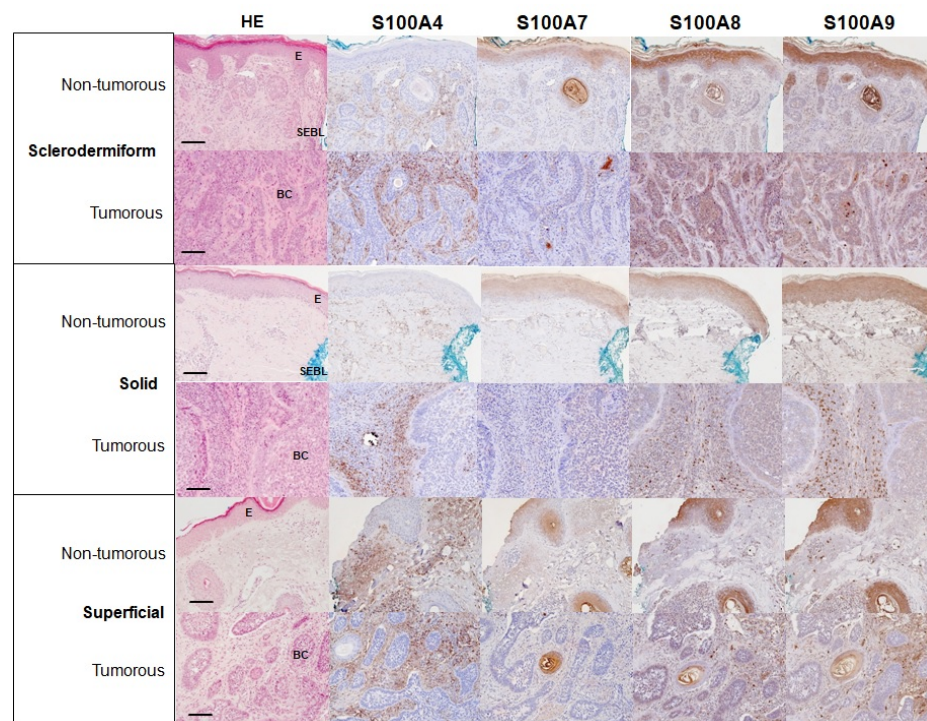 HE S100A4 S100A7 S100A8 S100A9
Non-tumorous
E
SEBL
Sclerodermiform
BC
Tumorous
E
Non-tumorous
SEBL
Solid
Tumorous
BC
E
Non-tumorous
Superficial
BC
Tumorous